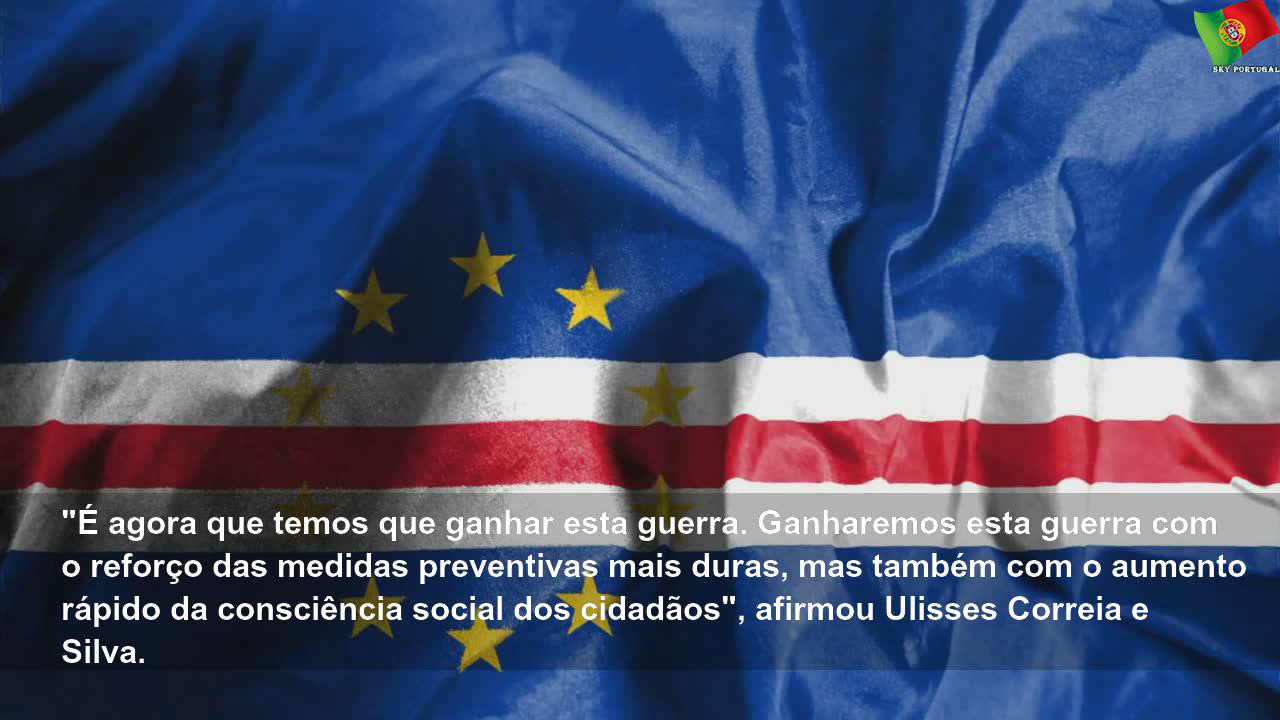 SKY PORTUGAL
"É agora que temos que ganhar esta guerra. Ganharemos esta guerra com
o reforço das medidas preventivas mais duras, mas também com o aumento
rápido da consciência social dos cidadãos", afirmou Ulisses Correia e
Silva.